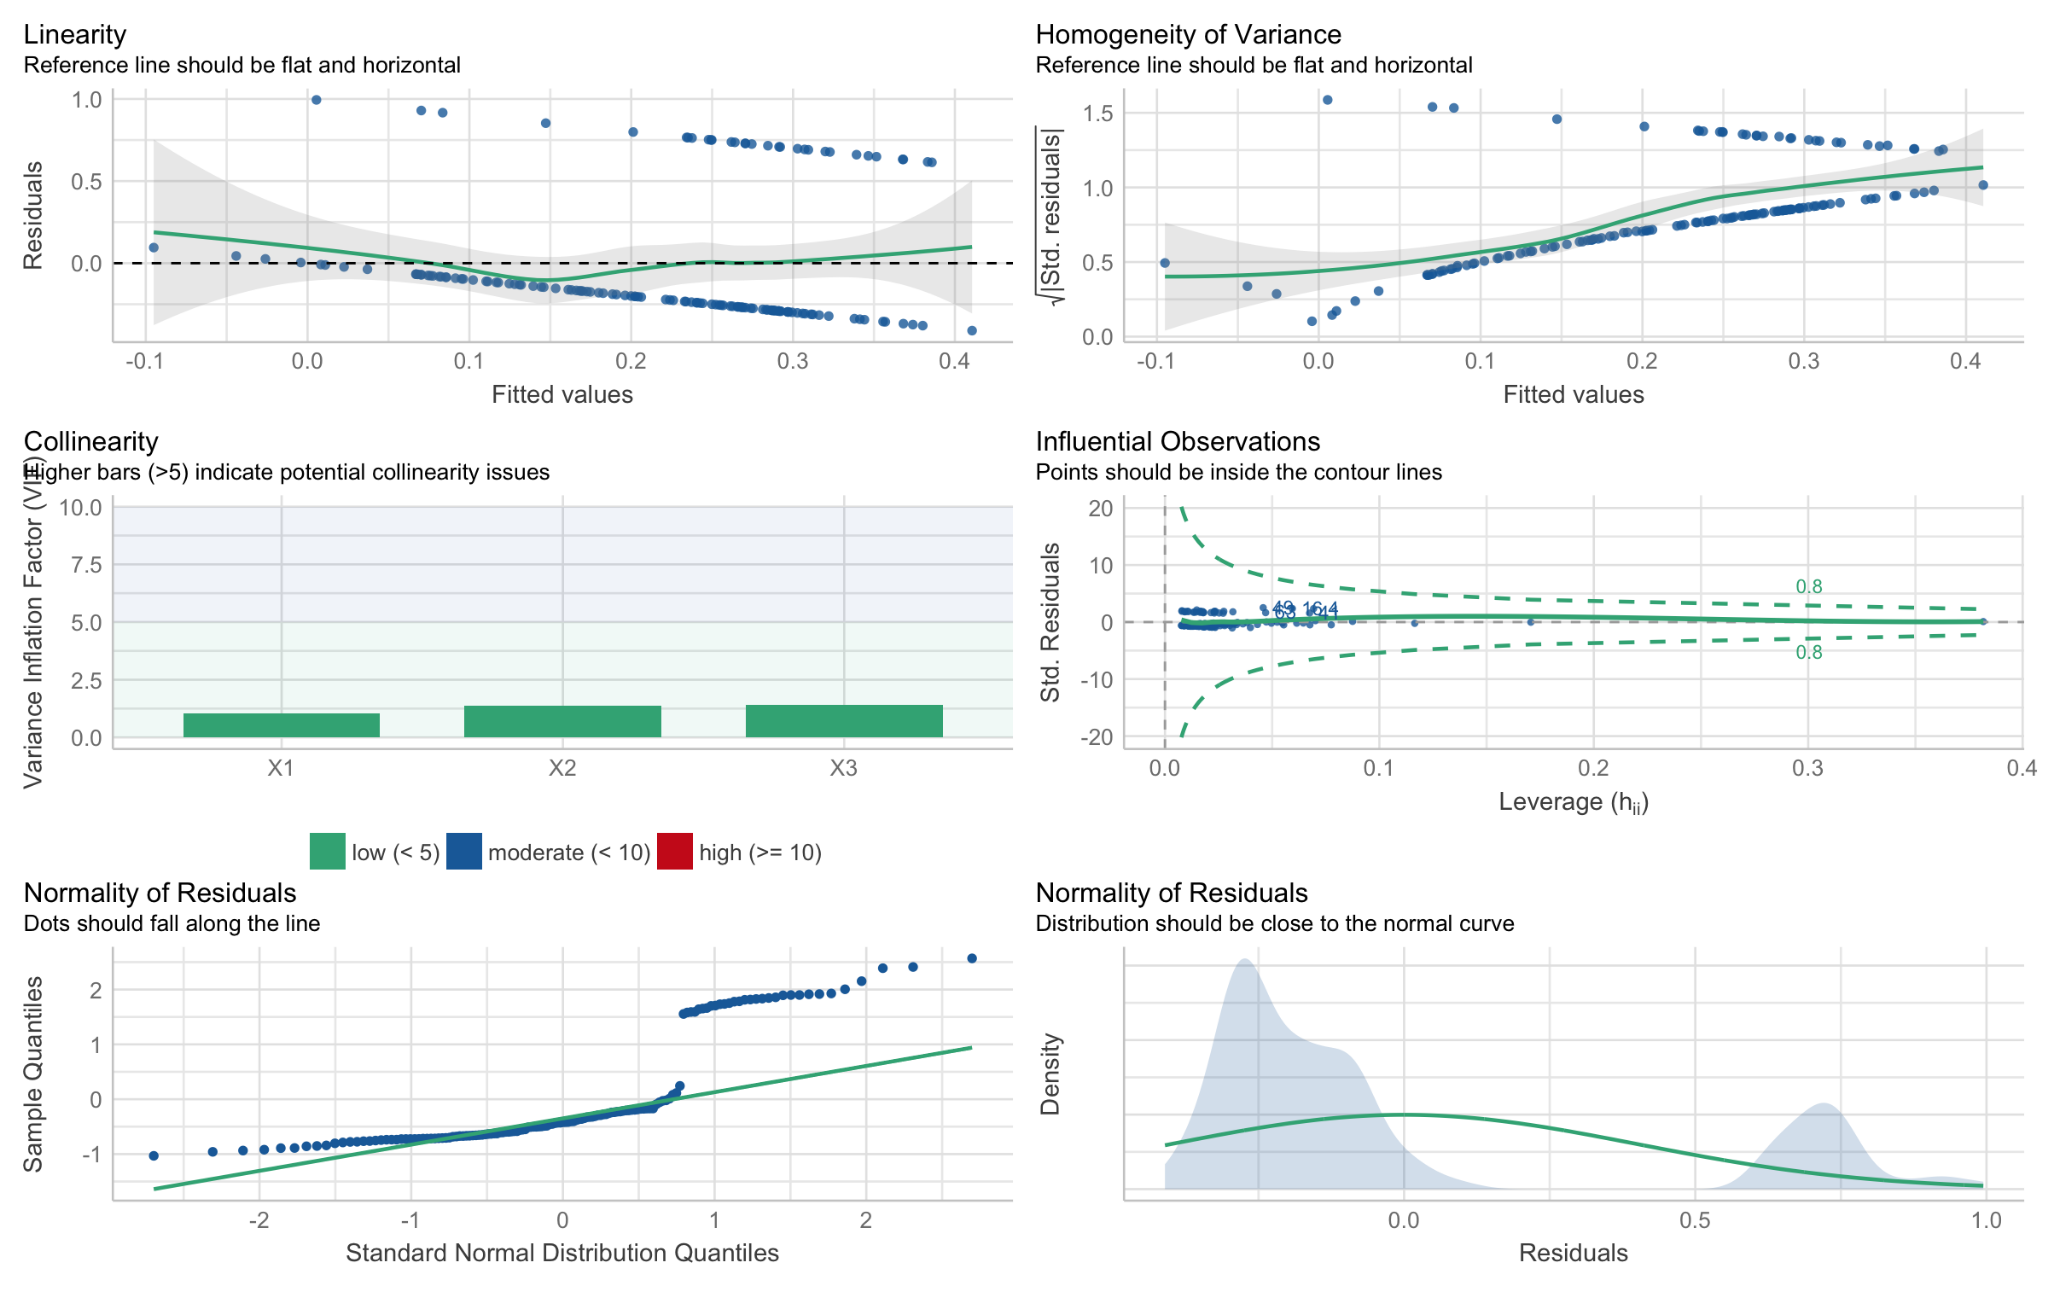 Linearity
Reference line should be flat and horizontal
Residuals
1.0
0.5
0.0
-0.1 0.0 0.1 0.2 0.3 0.4
Fitted values
Homogeneity of Variance
Reference line should be flat and horizontal
√|Std. residuals|
1.5
1.0
0.5
0.0
-0.1 0.0 0.1 0.2 0.3 0.4
Fitted values
Collinearity
Higher bars (>5) indicate potential collinearity issues
Variance Inflation Factor (VIF)
10.0
7.5
5.0
2.5
0.0
X1 X2 X3
low (< 5) moderate (< 10) high (>= 10)
Influential Observations
Points should be inside the contour lines
Std. Residuals
20
10
0
-10
-20
0.8
0.8
0.0 0.1 0.2 0.3 0.4
Leverage (hii)
Normality of Residuals
Dots should fall along the line
Sample Quantiles
2
1
0
-1
-2 -1 0 1 2
Standard Normal Distribution Quantiles
Normality of Residuals
Distribution should be close to the normal curve
Density
0.0 0.5 1.0
Residuals